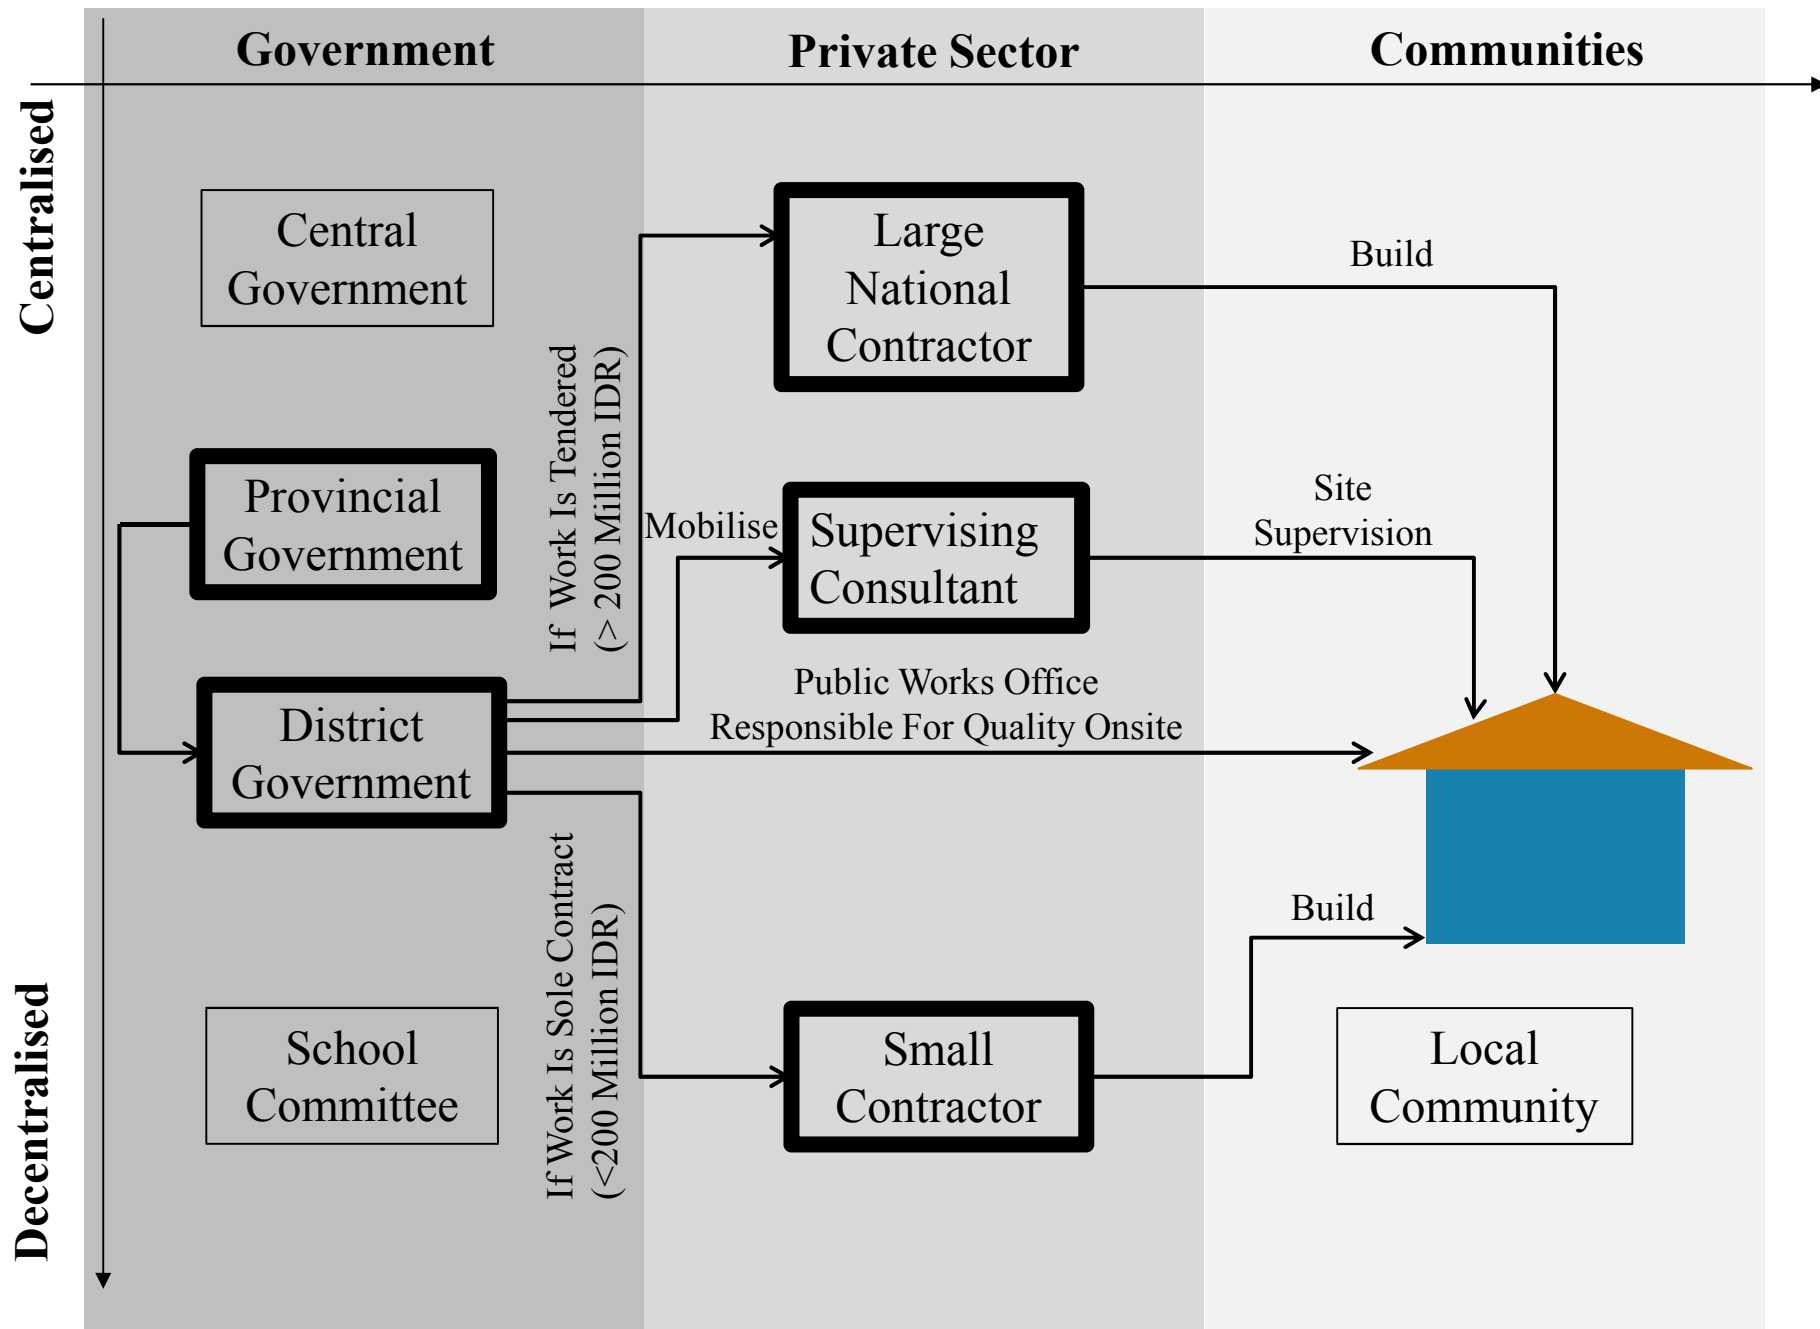 Government
Private Sector
Communities
Centralised
Decentralised
Central
Government
Large
National
Contractor
Build
If Work Is Tendered
(> 200 Million IDR)
Provincial
Government
Mobilise
Supervising
Consultant
Site
Supervision
District
Government
Public Works Office
Responsible For Quality Onsite
If Work Is Sole Contract
(<200 Million IDR)
Build
School
Committee
Small
Contractor
Local
Community